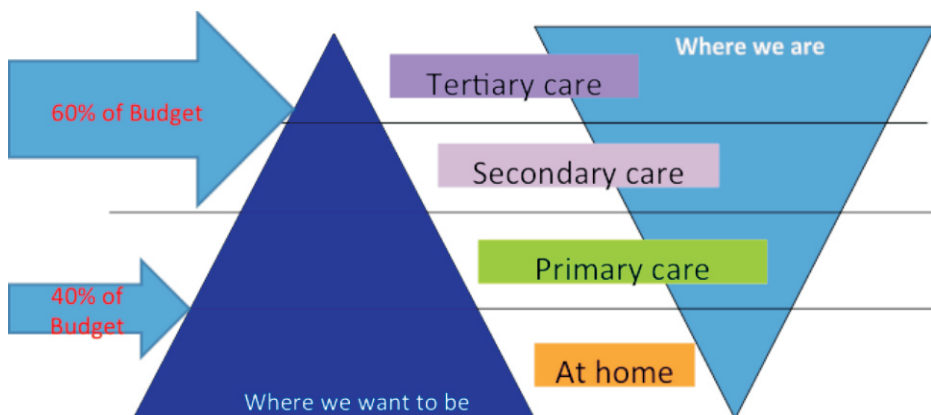 Where we are
Tertiary care
60% of Budget
Secondary care
Primary care
40% of
Budget
At home
Where we want to be